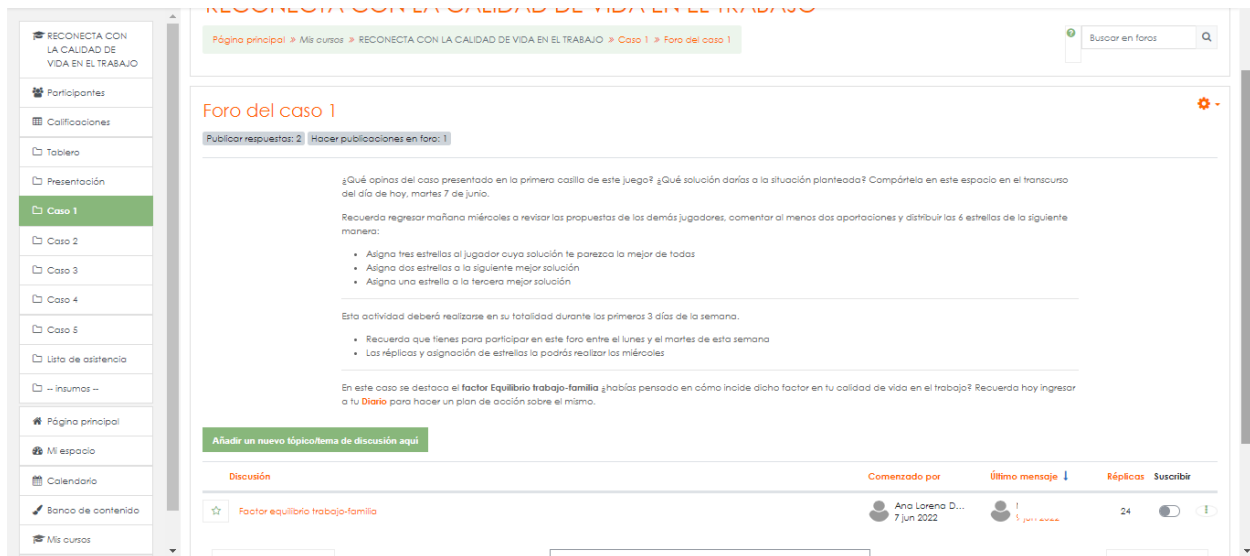 RECONECTA CON LA CALIDAD DE VIDA EN EL TRABAJO
RECONECTA CON
LA CALIDAD DE
VIDA EN EL TRABAJO
Participantes
Calificaciones
Tablero
Presentación
Caso 1
Caso 2
Caso 3
Caso 4
Caso 5
Lista de asistencia
-- insumos --
Página principal
Mi espacio
Calendario
Banco de contenido
Mis cursos
Página principal » Mis cursos » RECONECTA CON LA CALIDAD DE VIDA EN EL TRABAJO » Caso 1 » Foro del caso 1
Buscar en foros
Foro del caso 1
Publicar respuestas: 2 Hacer publicaciones en foro: 1
¿Qué opinas del caso presentado en la primera casilla de este juego? ¿Qué solución darías a la situación planteada? Compártela en este espacio en el transcurso
del día de hoy, martes 7 de junio.
Recuerda regresar mañana miércoles a revisar las propuestas de los demás jugadores, comentar al menos dos aportaciones y distribuir las 6 estrellas de la siguiente
manera:
• Asigna tres estrellas al jugador cuya solución te parezca la mejor de todas
• Asigna dos estrellas a la siguiente mejor solución
• Asigna una estrella a la tercera mejor solución
Esta actividad deberá realizarse en su totalidad durante los primeros 3 días de la semana.
• Recuerda que tienes para participar en este foro entre el lunes y el martes de esta semana
• Las réplicas y asignación de estrellas la podrás realizar los miércoles
En este caso se destaca el factor Equilibrio trabajo-familia ¿habías pensado en cómo incide dicho factor en tu calidad de vida en el trabajo? Recuerda hoy ingresar
a tu Diario para hacer un plan de acción sobre el mismo.
Añadir un nuevo tópico/tema de discusión aquí
Discusión Comenzado por Último mensaje ↓ Réplicas Suscribir
Factor equilibrio trabajo-familia Ana Lorena D... 24
7 jun 2022